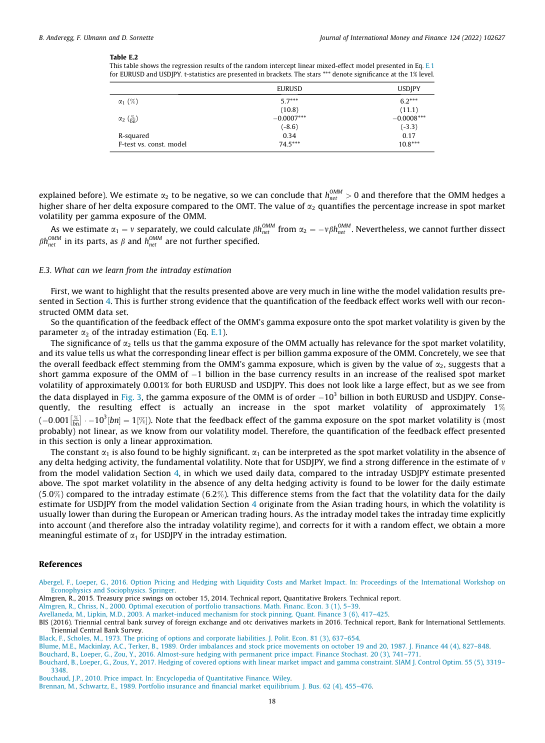 B. Anderegg, F. Ulmann and D. Sornette
Journal of International Money and Finance 124 (2022) 102627
Table E.2
This table shows the regression results of the random intercept linear mixed-effect model presented in Eq. E.1
for EURUSD and USDJPY. t-statistics are presented in brackets. The stars *** denote significance at the 1% level.
EURUSD USDJPY
α₁ (%) 5.7*** 6.2***
(10.8) (11.1)
α₂ (%/bn) −0.0007*** −0.0008***
(-8.6) (-3.3)
R-squared 0.34 0.17
F-test vs. const. model 74.5*** 10.8***
explained before). We estimate α₂ to be negative, so we can conclude that h_net^OMM > 0 and therefore that the OMM hedges a
higher share of her delta exposure compared to the OMT. The value of α₂ quantifies the percentage increase in spot market
volatility per gamma exposure of the OMM.
As we estimate α₁ = ν separately, we could calculate βh_net^OMM from α₂ = −νβh_net^OMM. Nevertheless, we cannot further dissect
βh_net^OMM in its parts, as β and h_net^OMM are not further specified.
E.3. What can we learn from the intraday estimation
First, we want to highlight that the results presented above are very much in line withe the model validation results pre-
sented in Section 4. This is further strong evidence that the quantification of the feedback effect works well with our recon-
structed OMM data set.
So the quantification of the feedback effect of the OMM's gamma exposure onto the spot market volatility is given by the
parameter α₂ of the intraday estimation (Eq. E.1).
The significance of α₂ tells us that the gamma exposure of the OMM actually has relevance for the spot market volatility,
and its value tells us what the corresponding linear effect is per billion gamma exposure of the OMM. Concretely, we see that
the overall feedback effect stemming from the OMM's gamma exposure, which is given by the value of α₂, suggests that a
short gamma exposure of the OMM of −1 billion in the base currency results in an increase of the realised spot market
volatility of approximately 0.001% for both EURUSD and USDJPY. This does not look like a large effect, but as we see from
the data displayed in Fig. 3, the gamma exposure of the OMM is of order −10³ billion in both EURUSD and USDJPY. Conse-
quently, the resulting effect is actually an increase in the spot market volatility of approximately 1%
(−0.001[%/bn] · −10³[bn] = 1[%]). Note that the feedback effect of the gamma exposure on the spot market volatility is (most
probably) not linear, as we know from our volatility model. Therefore, the quantification of the feedback effect presented
in this section is only a linear approximation.
The constant α₁ is also found to be highly significant. α₁ can be interpreted as the spot market volatility in the absence of
any delta hedging activity, the fundamental volatility. Note that for USDJPY, we find a strong difference in the estimate of ν
from the model validation Section 4, in which we used daily data, compared to the intraday USDJPY estimate presented
above. The spot market volatility in the absence of any delta hedging activity is found to be lower for the daily estimate
(5.0%) compared to the intraday estimate (6.2%). This difference stems from the fact that the volatility data for the daily
estimate for USDJPY from the model validation Section 4 originate from the Asian trading hours, in which the volatility is
usually lower than during the European or American trading hours. As the intraday model takes the intraday time explicitly
into account (and therefore also the intraday volatility regime), and corrects for it with a random effect, we obtain a more
meaningful estimate of α₁ for USDJPY in the intraday estimation.
References
Abergel, F., Loeper, G., 2016. Option Pricing and Hedging with Liquidity Costs and Market Impact. In: Proceedings of the International Workshop on
Econophysics and Sociophysics. Springer.
Almgren, R., 2015. Treasury price swings on october 15, 2014. Technical report, Quantitative Brokers. Technical report.
Almgren, R., Chriss, N., 2000. Optimal execution of portfolio transactions. Math. Financ. Econ. 3 (1), 5–39.
Avellaneda, M., Lipkin, M.D., 2003. A market-induced mechanism for stock pinning. Quant. Finance 3 (6), 417–425.
BIS (2016). Triennial central bank survey of foreign exchange and otc derivatives markets in 2016. Technical report, Bank for International Settlements.
Triennial Central Bank Survey.
Black, F., Scholes, M., 1973. The pricing of options and corporate liabilities. J. Polit. Econ. 81 (3), 637–654.
Blume, M.E., Mackinlay, A.C., Terker, B., 1989. Order imbalances and stock price movements on october 19 and 20, 1987. J. Finance 44 (4), 827–848.
Bouchard, B., Loeper, G., Zou, Y., 2016. Almost-sure hedging with permanent price impact. Finance Stochast. 20 (3), 741–771.
Bouchard, B., Loeper, G., Zous, Y., 2017. Hedging of covered options with linear market impact and gamma constraint. SIAM J. Control Optim. 55 (5), 3319–
3348.
Bouchaud, J.P., 2010. Price impact. In: Encyclopedia of Quantitative Finance. Wiley.
Brennan, M., Schwartz, E., 1989. Portfolio insurance and financial market equilibrium. J. Bus. 62 (4), 455–476.
18